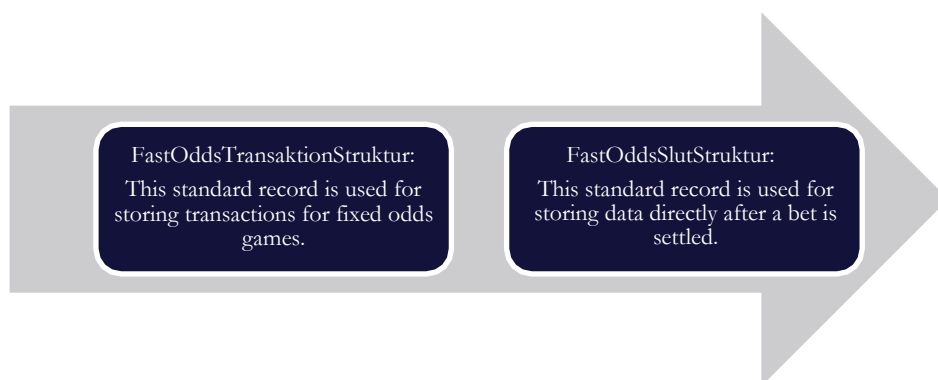 FastOddsTransaktionStruktur:
This standard record is used for
storing transactions for fixed odds
games.
FastOddsSlutStruktur:
This standard record is used for
storing data directly after a bet is
settled.